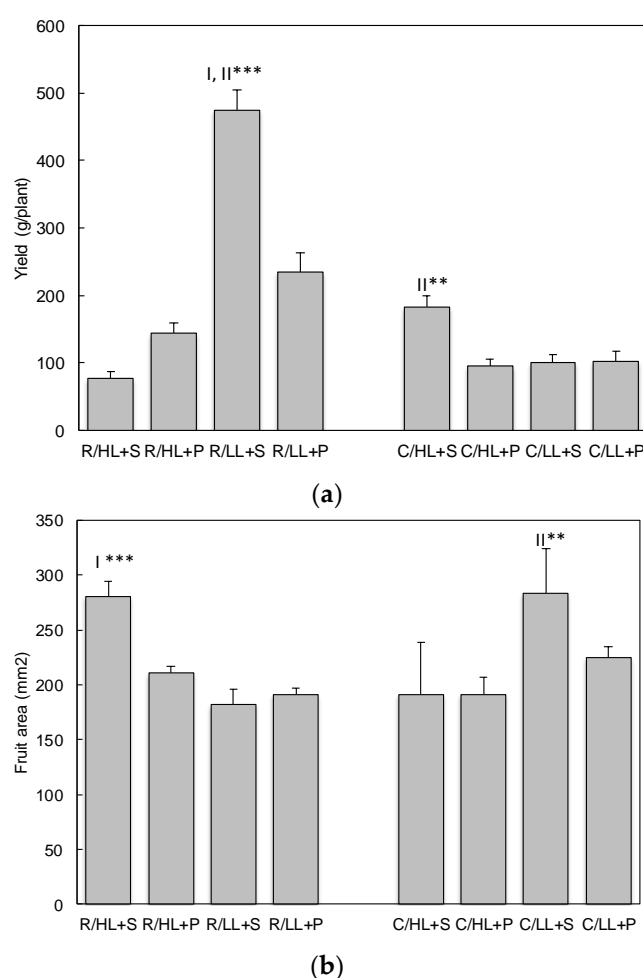 600
500
400
300
200
100
0
Yield (g/plant)
I, II***
II**
R/HL+S R/HL+P R/LL+S R/LL+P C/HL+S C/HL+P C/LL+S C/LL+P
(a)
350
300
250
200
150
100
50
0
Fruit area (mm2)
I ***
II**
R/HL+S R/HL+P R/LL+S R/LL+P C/HL+S C/HL+P C/LL+S C/LL+P
(b)